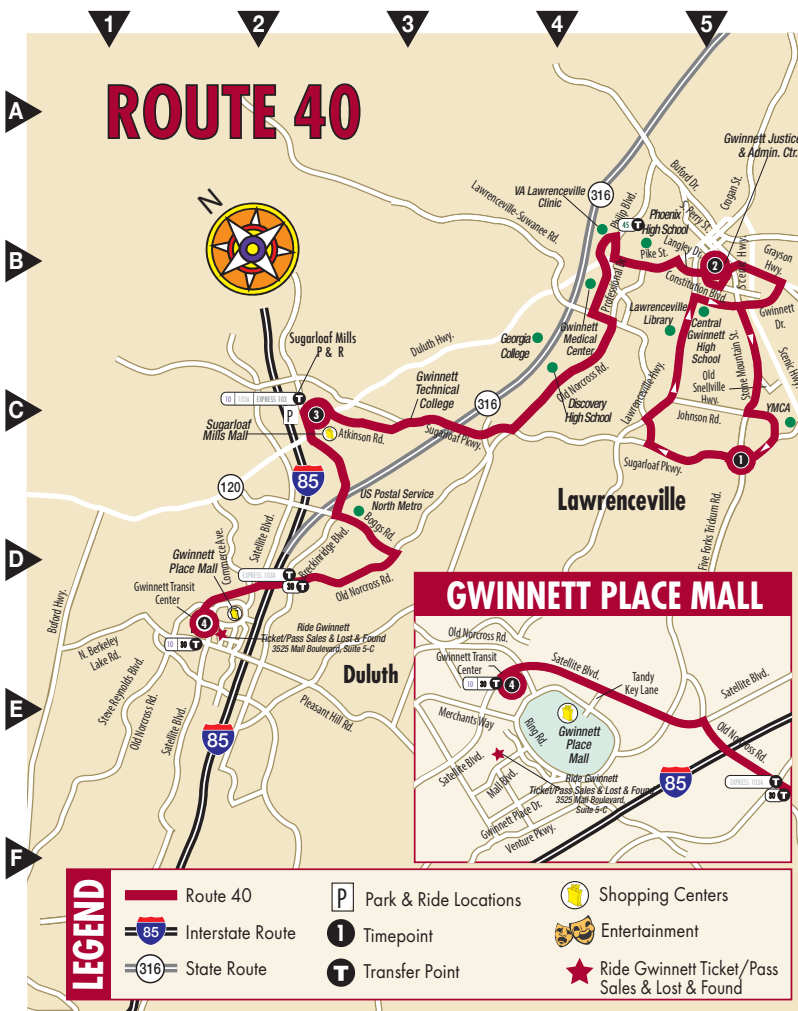 1 2 3 4 5
A
ROUTE 40
Gwinnett Justice
& Admin. Ctr.
N
Buford Dr.
Crogan St.
VA Lawrenceville
Clinic
316
Lawrenceville-Suwanee Rd.
Philip Blvd.
S. Perry St.
45 T
Phoenix
High School
B
Langley Dr.
Pike St.
Scenic Hwy.
Grayson
Hwy.
2
Professional Dr.
Constitution Blvd.
Gwinnett
Dr.
Lawrenceville
Library
Central
Gwinnett
High
School
Stone Mountain St.
Sugarloaf Mills
P & R
Duluth Hwy.
Georgia
College
Gwinnett
Medical
Center
Scenic Hwy.
Old
Snellville
Hwy.
Gwinnett
Technical
College
Old Norcross Rd.
Discovery
High School
Lawrenceville Hwy.
10 103A EXPRESS 103 T
C
P
3
316
YMCA
Johnson Rd.
Sugarloaf
Mills Mall
Atkinson Rd.
Sugarloaf Pkwy.
Sugarloaf Pkwy.
1
85
120
Lawrenceville
US Postal Service
North Metro
Boggs Rd.
Five Forks Trickum Rd.
Satellite Blvd.
Breckinridge Blvd.
D
Commerce Ave.
Gwinnett
Place Mall
EXPRESS 103A T
30 T
Old Norcross Rd.
Gwinnett Transit
Center
4
Buford Hwy.
Ride Gwinnett
Ticket/Pass Sales & Lost & Found
3525 Mall Boulevard, Suite 5-C
10 30 T
N. Berkeley
Lake Rd.
Duluth
Steve Reynolds Blvd.
Old Norcross Rd.
Satellite Blvd.
E
Pleasant Hill Rd.
85
GWINNETT PLACE MALL
Old Norcross Rd.
Gwinnett Transit
Center
Satellite Blvd.
10 30 T
4
Tandy
Key Lane
Satellite Blvd.
Merchants Way
Ring Rd.
Gwinnett
Place
Mall
Old Norcross Rd.
Satellite Blvd.
Mall Blvd.
Ride Gwinnett
Ticket/Pass Sales & Lost & Found
3525 Mall Boulevard,
Suite 5-C
85
EXPRESS 103A T
30 T
Gwinnett Place Dr.
Venture Pkwy.
F
LEGEND
Route 40
85 Interstate Route
316 State Route
P Park & Ride Locations
1 Timepoint
T Transfer Point
Shopping Centers
Entertainment
Ride Gwinnett Ticket/Pass
Sales & Lost & Found